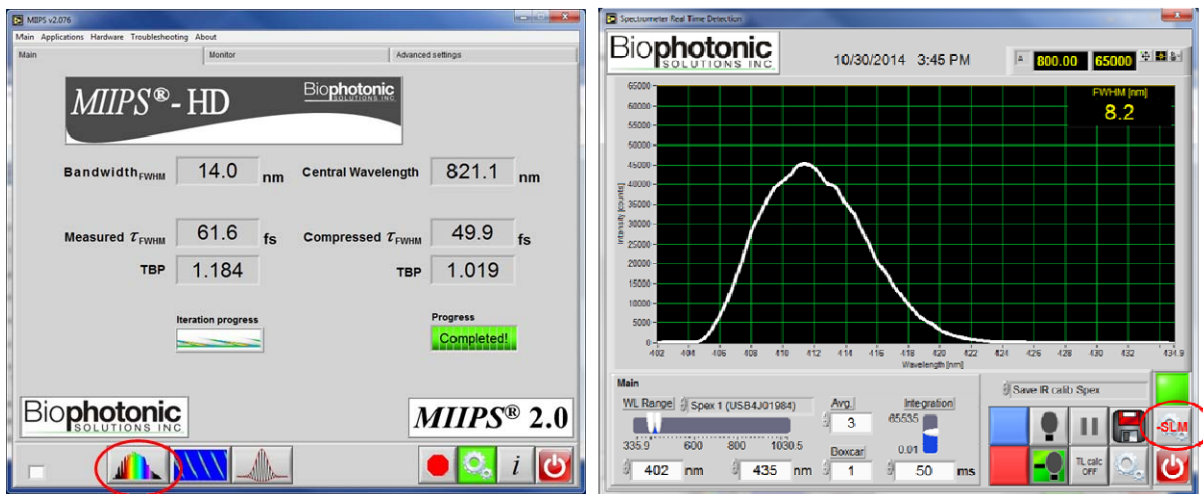 MIIPS v2.076
Main Applications Hardware Troubleshooting About
Main Monitor Advanced settings
MIIPS®- HD
Biophotonic
SOLUTIONS INC
Bandwidth FWHM 14.0 nm Central Wavelength 821.1 nm
Measured τ FWHM 61.6 fs Compressed τ FWHM 49.9 fs
TBP 1.184 TBP 1.019
Iteration progress Progress
Completed!
Biophotonic
SOLUTIONS INC
MIIPS® 2.0
i
Spectrometer Real Time Detection
Biophotonic
SOLUTIONS INC
10/30/2014 3:45 PM
A 800.00 65000
FWHM [nm]
8.2
65000
60000
55000
50000
45000
40000
35000
30000
25000
20000
15000
10000
5000
0
Intensity [counts]
402 404 406 408 410 412 414 416 418 420 422 424 426 428 430 432 434.9
Wavelength [nm]
Main
WL Range Spex 1 (USB4J01984) Avg. Integration
Save IR calib Spex
3 65535
335.9 600 800 1030.5
Boxcar 0.01
402 nm 435 nm 1 50 ms
-SLM
TL calc
OFF